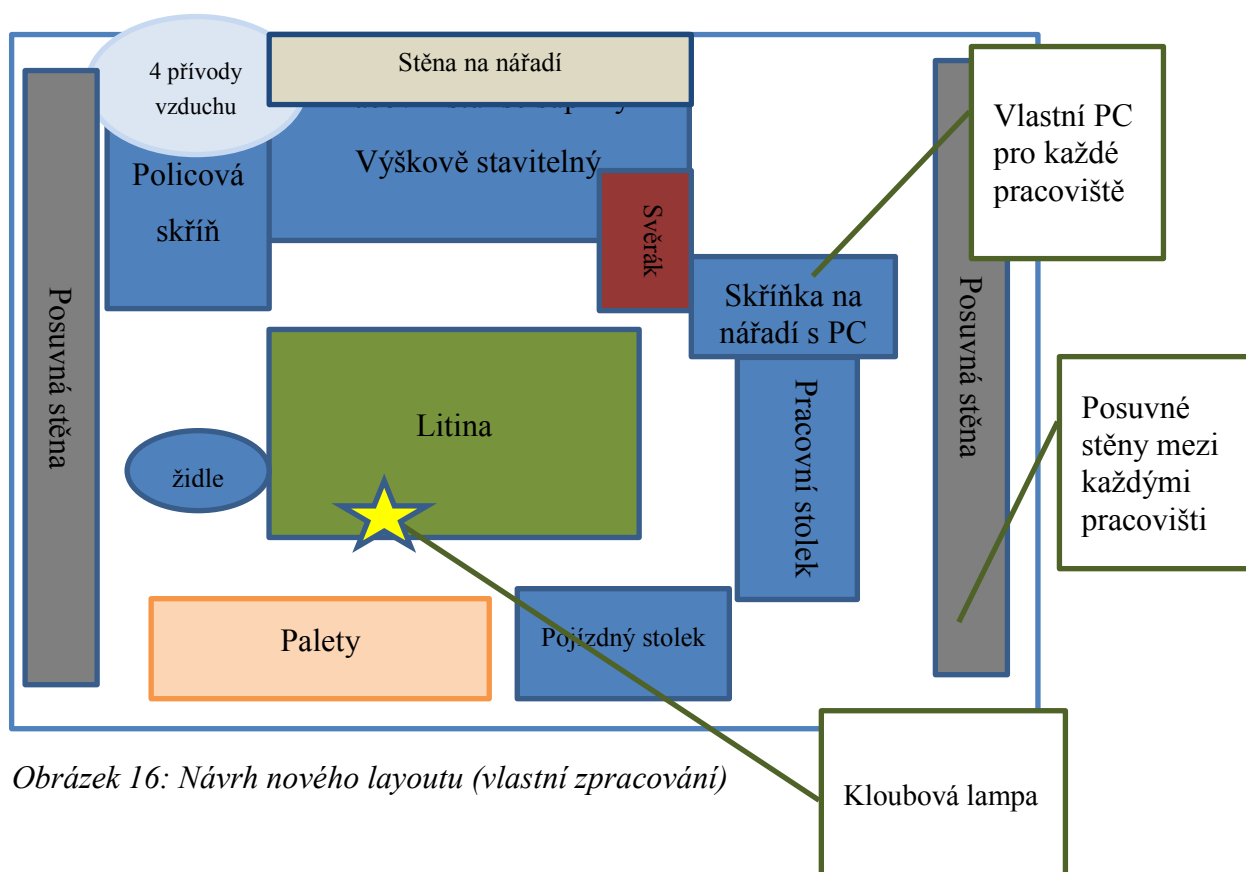 4 přívody
vzduchu
Stěna na nářadí
Výškově stavitelný
Policová
skříň
Svěrák
Vlastní PC
pro každé
pracoviště
Posuvná stěna
Skříňka na
nářadí s PC
Posuvná stěna
Litina
židle
Pracovní stolek
Posuvné
stěny mezi
každými
pracovišti
Palety
Pojízdný stolek
Kloubová lampa
Obrázek 16: Návrh nového layoutu (vlastní zpracování)